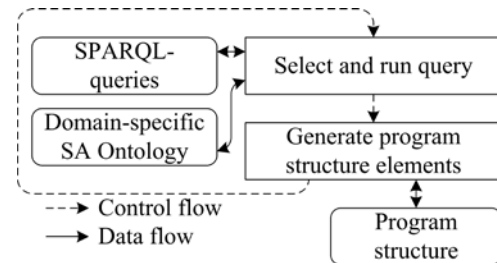 SPARQL-
queries
Select and run query
Domain-specific
SA Ontology
Generate program
structure elements
Control flow
Data flow
Program
structure